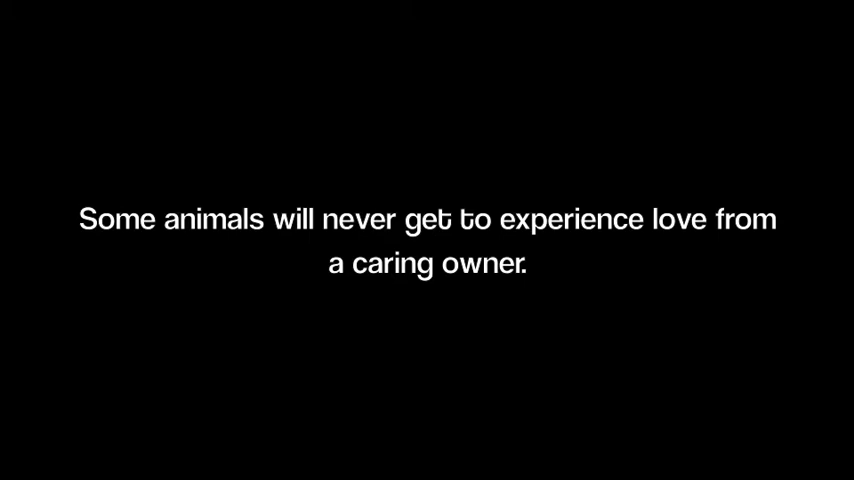 Some animals will never get to experience love from
a caring owner.